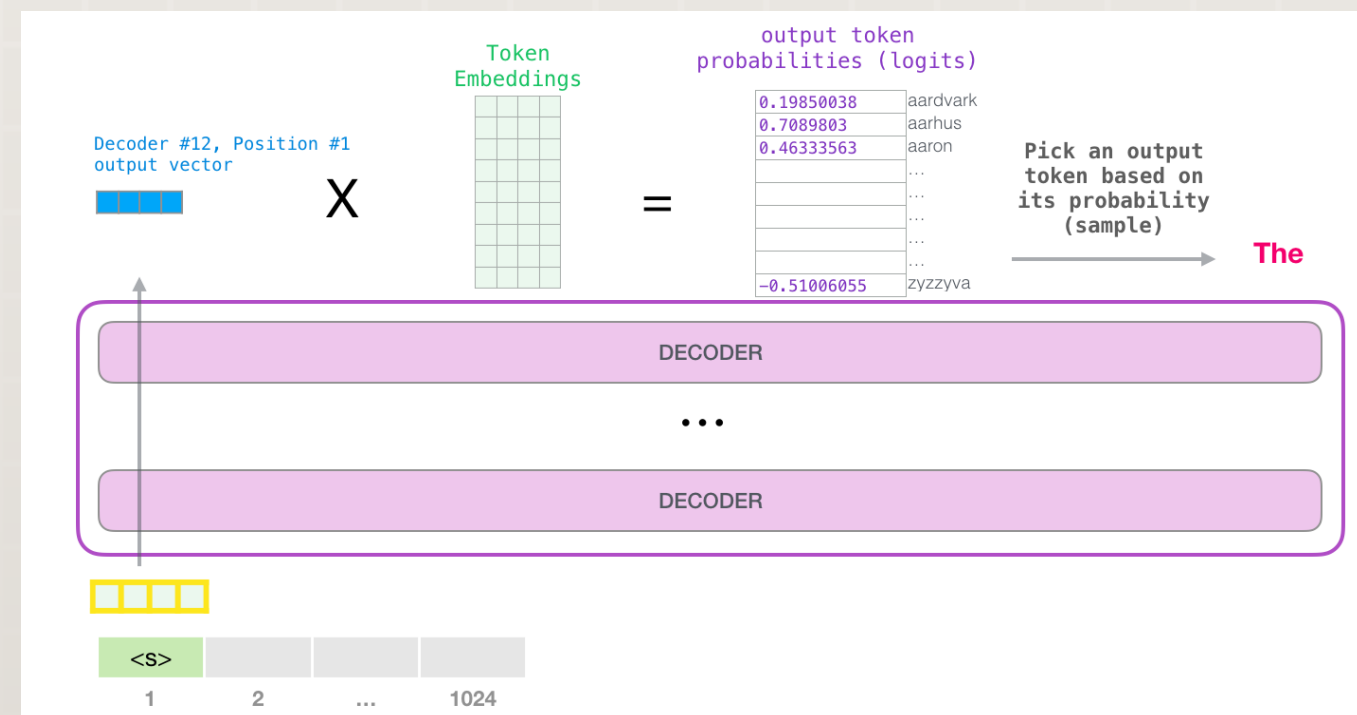 output token
probabilities (logits)
Token
Embeddings
0.19850038 aardvark
0.7089803 aarhus
0.46333563 aaron
...
...
...
...
...
-0.51006055 zyzzyva
Decoder #12, Position #1
output vector
X
=
Pick an output
token based on
its probability
(sample)
The
DECODER
...
DECODER
<s>
1 2 ... 1024